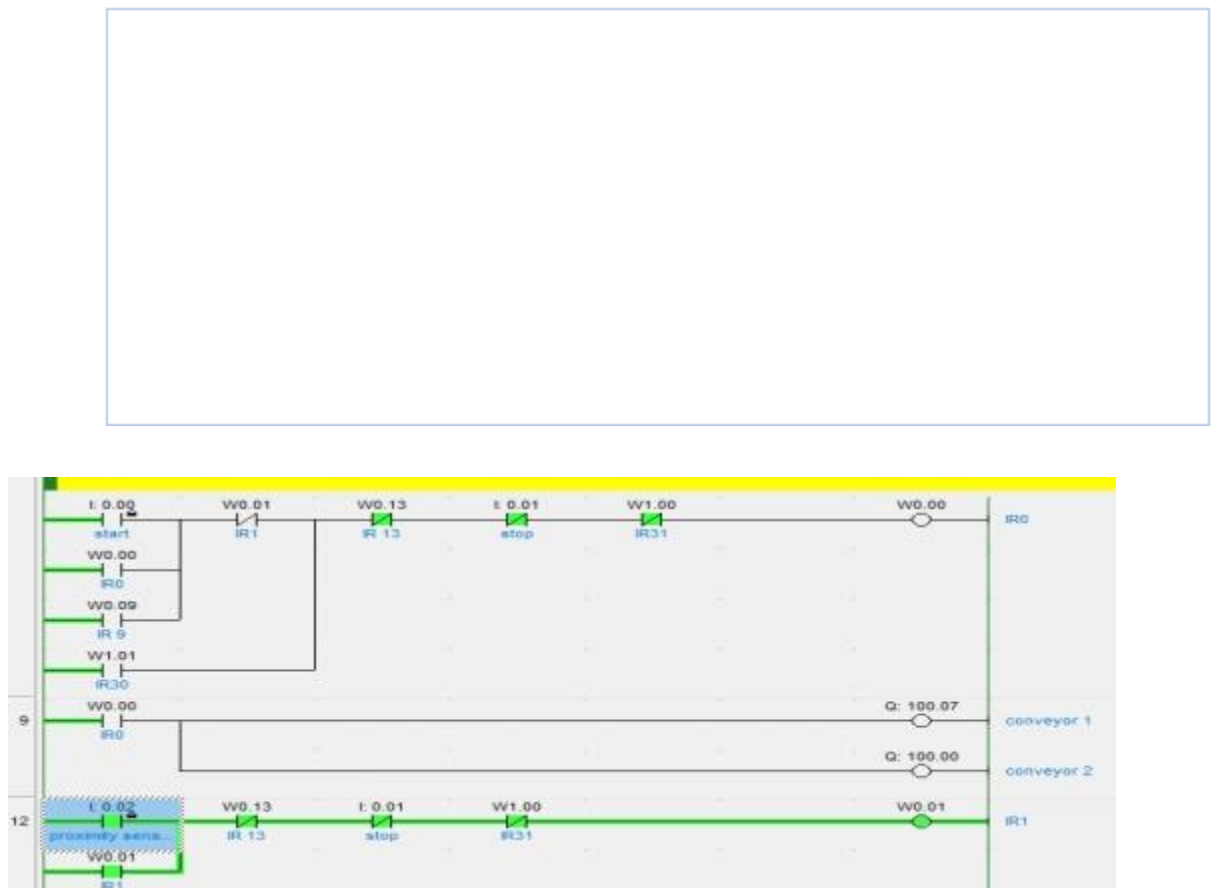 I: 0.00 W0.01 W0.13 I: 0.01 W1.00 W0.00
start IR1 IR 13 stop IR31 IR0
W0.00
IR0
W0.09
IR 9
W1.01
IR30
9 W0.00 Q: 100.07
IR0 conveyor 1
Q: 100.00
conveyor 2
12 I: 0.02 W0.13 I: 0.01 W1.00 W0.01
proximity sens... IR 13 stop IR31 IR1
W0.01
IR1